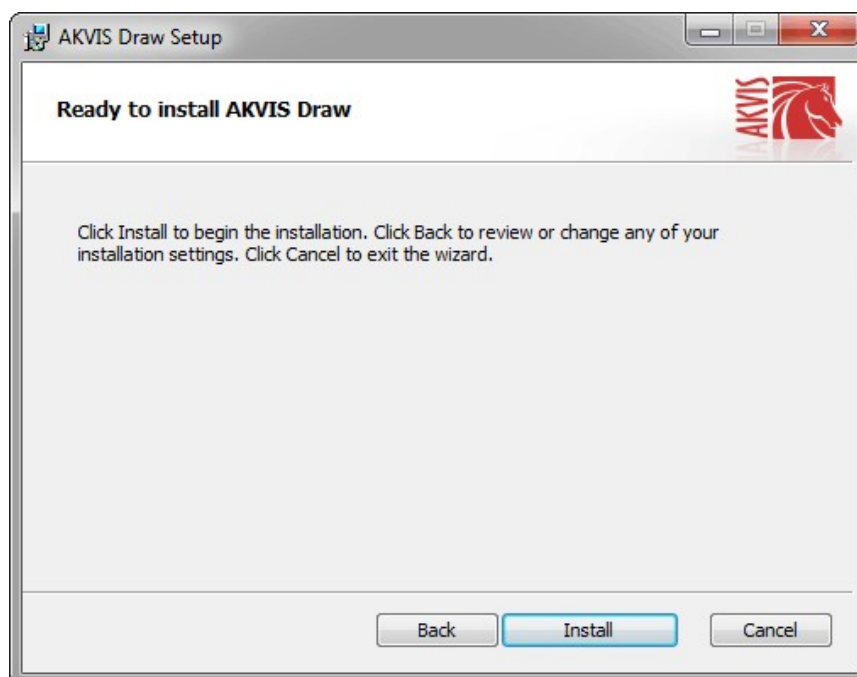 AKVIS Draw Setup
Ready to install AKVIS Draw
AKVIS
Click Install to begin the installation. Click Back to review or change any of your
installation settings. Click Cancel to exit the wizard.
Back
Install
Cancel